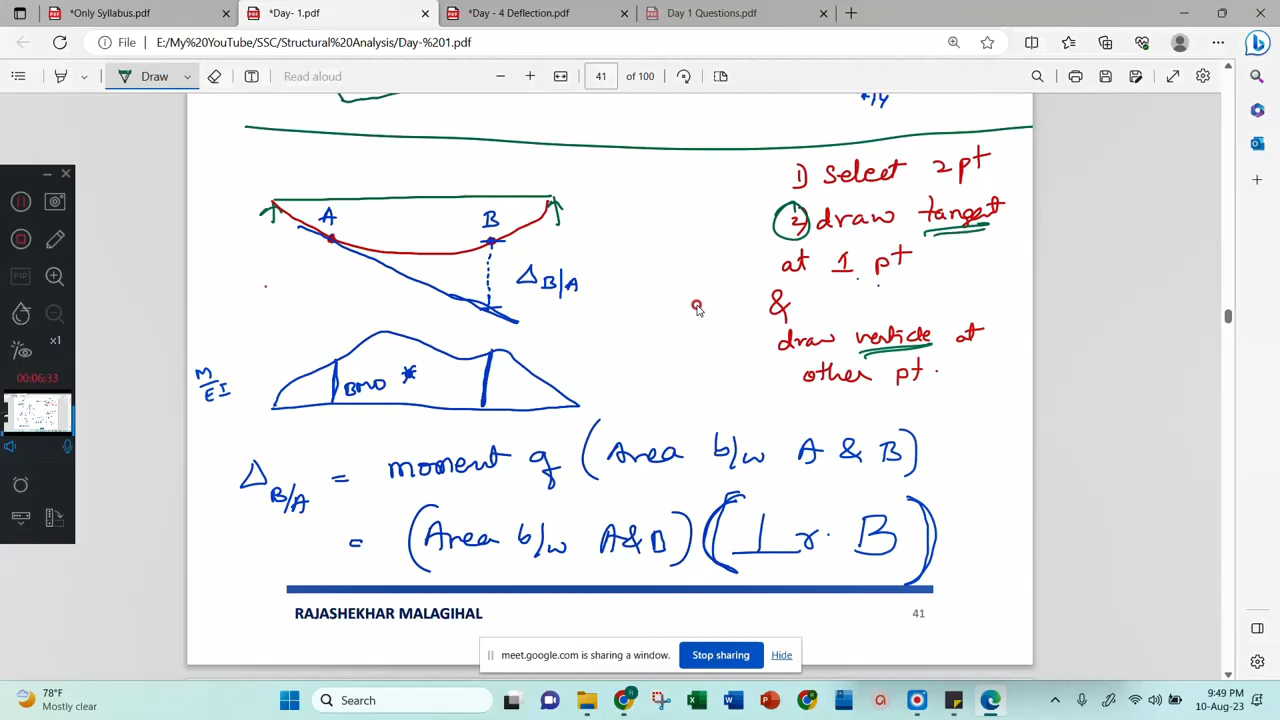 *Only Syllabus.pdf
*Day- 1.pdf
*Day - 4 Deflection.pdf
Day 1 Questions.pdf
File
E:/My%20YouTube/SSC/Structural%20Analysis/Day-%201.pdf
Draw
Read aloud
41
of 100
1) Select 2pt
2) draw tangent
at 1 pt
&
draw verticle at
other pt.
A
B
Δ B/A
M/EI
BMD *
Δ B/A = moment of (Area b/w A & B)
= (Area b/w A&B) (⊥ r. B)
RAJASHEKHAR MALAGIHAL
41
PIP
x1
00:06:33
meet.google.com is sharing a window.
Stop sharing
Hide
78°F
Mostly clear
Search
9:49 PM
10-Aug-23